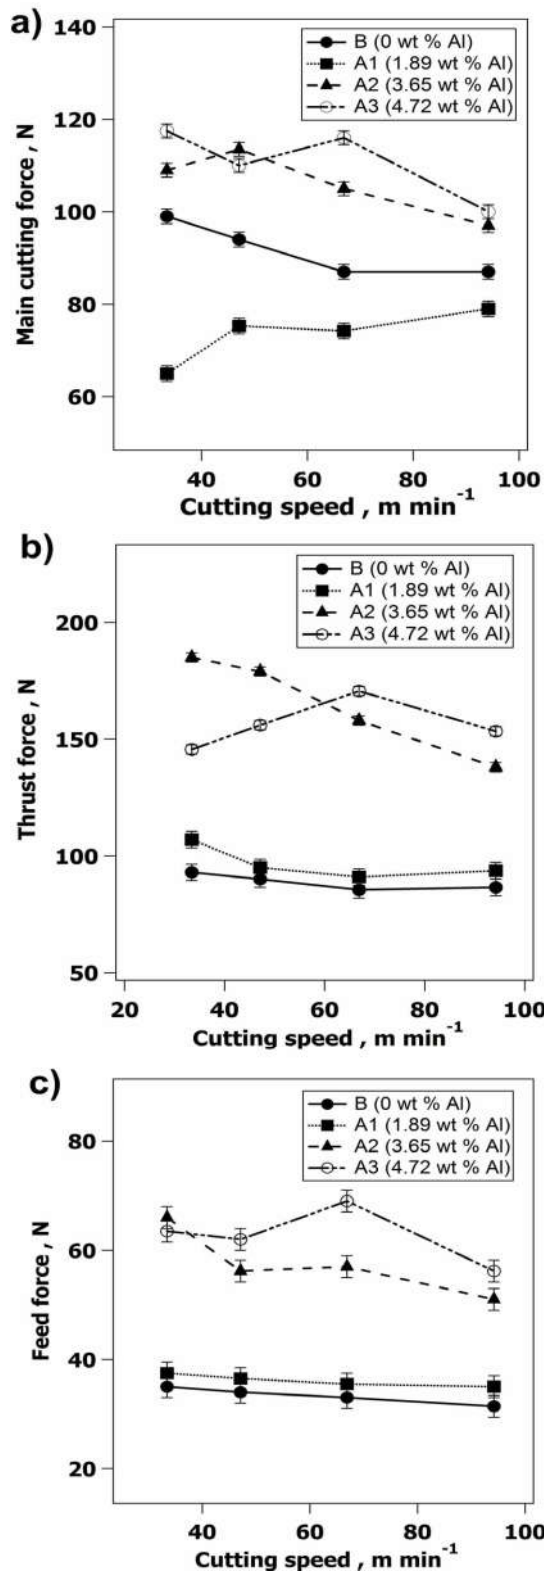 a)
140
120
100
80
60
Main cutting force , N
B (0 wt % Al)
A1 (1.89 wt % Al)
A2 (3.65 wt % Al)
A3 (4.72 wt % Al)
40 60 80 100
Cutting speed , m min⁻¹
b)
200
150
100
50
Thrust force , N
B (0 wt % Al)
A1 (1.89 wt % Al)
A2 (3.65 wt % Al)
A3 (4.72 wt % Al)
20 40 60 80 100
Cutting speed , m min⁻¹
c)
80
60
40
20
Feed force , N
B (0 wt % Al)
A1 (1.89 wt % Al)
A2 (3.65 wt % Al)
A3 (4.72 wt % Al)
40 60 80 100
Cutting speed , m min⁻¹